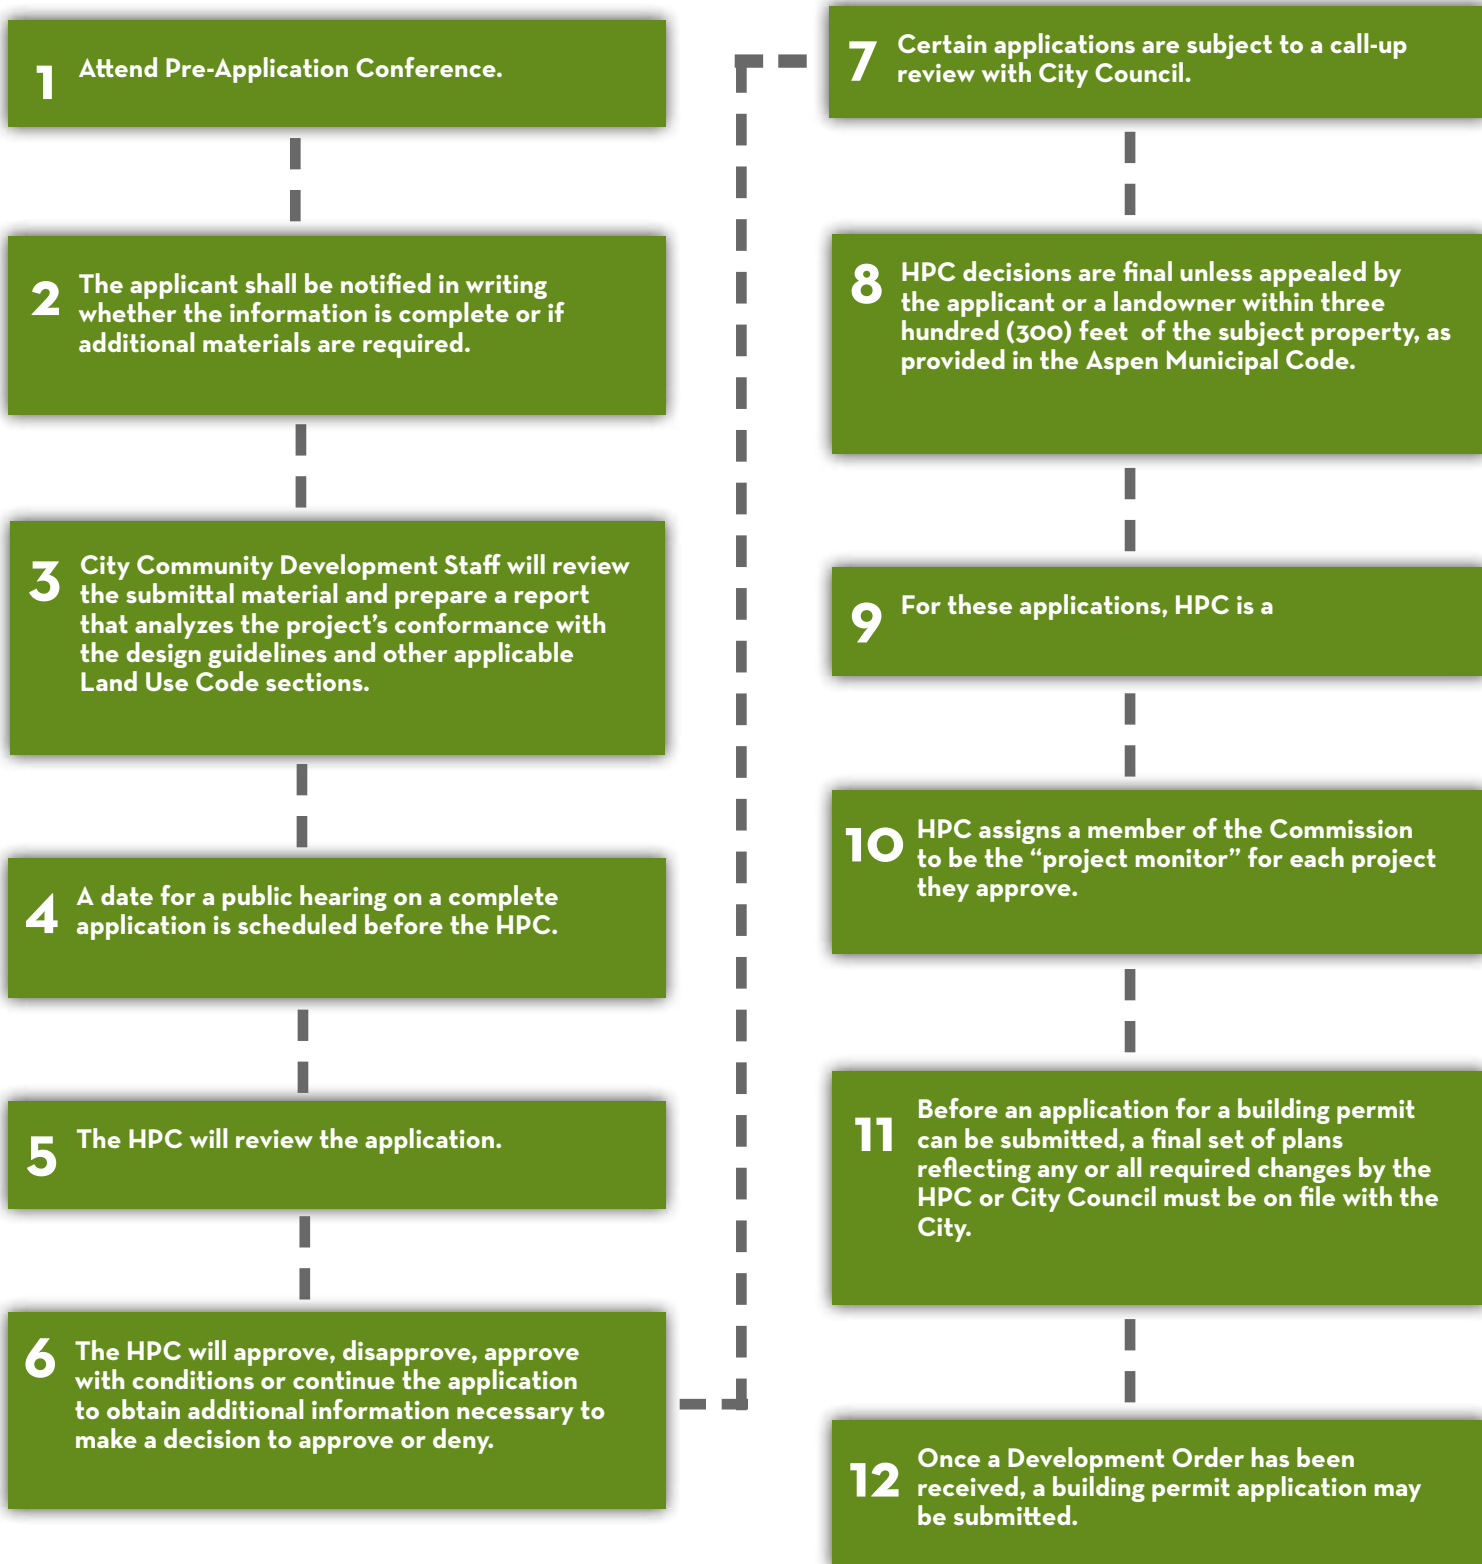 1 Attend Pre-Application Conference.
2 The applicant shall be notified in writing
whether the information is complete or if
additional materials are required.
3 City Community Development Staff will review
the submittal material and prepare a report
that analyzes the project's conformance with
the design guidelines and other applicable
Land Use Code sections.
4 A date for a public hearing on a complete
application is scheduled before the HPC.
5 The HPC will review the application.
6 The HPC will approve, disapprove, approve
with conditions or continue the application
to obtain additional information necessary to
make a decision to approve or deny.
7 Certain applications are subject to a call-up
review with City Council.
8 HPC decisions are final unless appealed by
the applicant or a landowner within three
hundred (300) feet of the subject property, as
provided in the Aspen Municipal Code.
9 For these applications, HPC is a
10 HPC assigns a member of the Commission
to be the “project monitor” for each project
they approve.
11 Before an application for a building permit
can be submitted, a final set of plans
reflecting any or all required changes by the
HPC or City Council must be on file with the
City.
12 Once a Development Order has been
received, a building permit application may
be submitted.